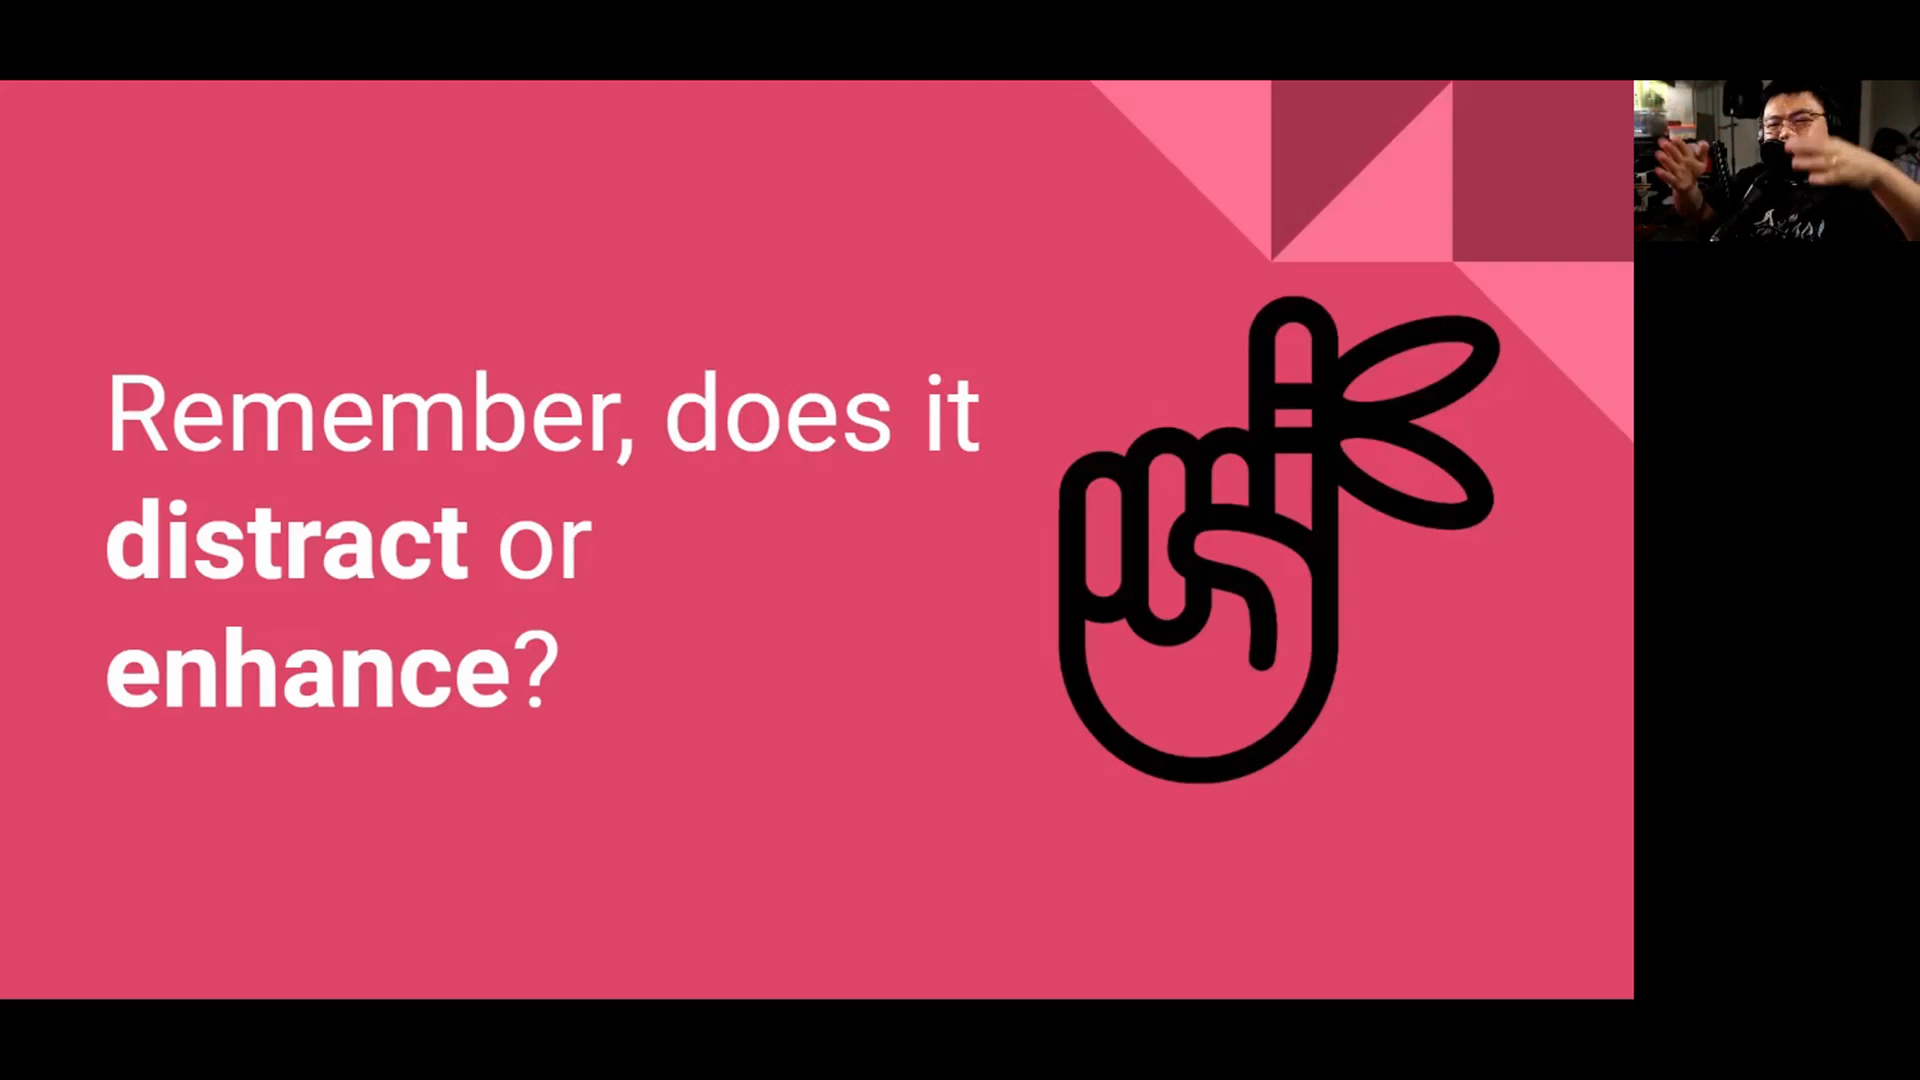 Remember, does it
distract or
enhance?